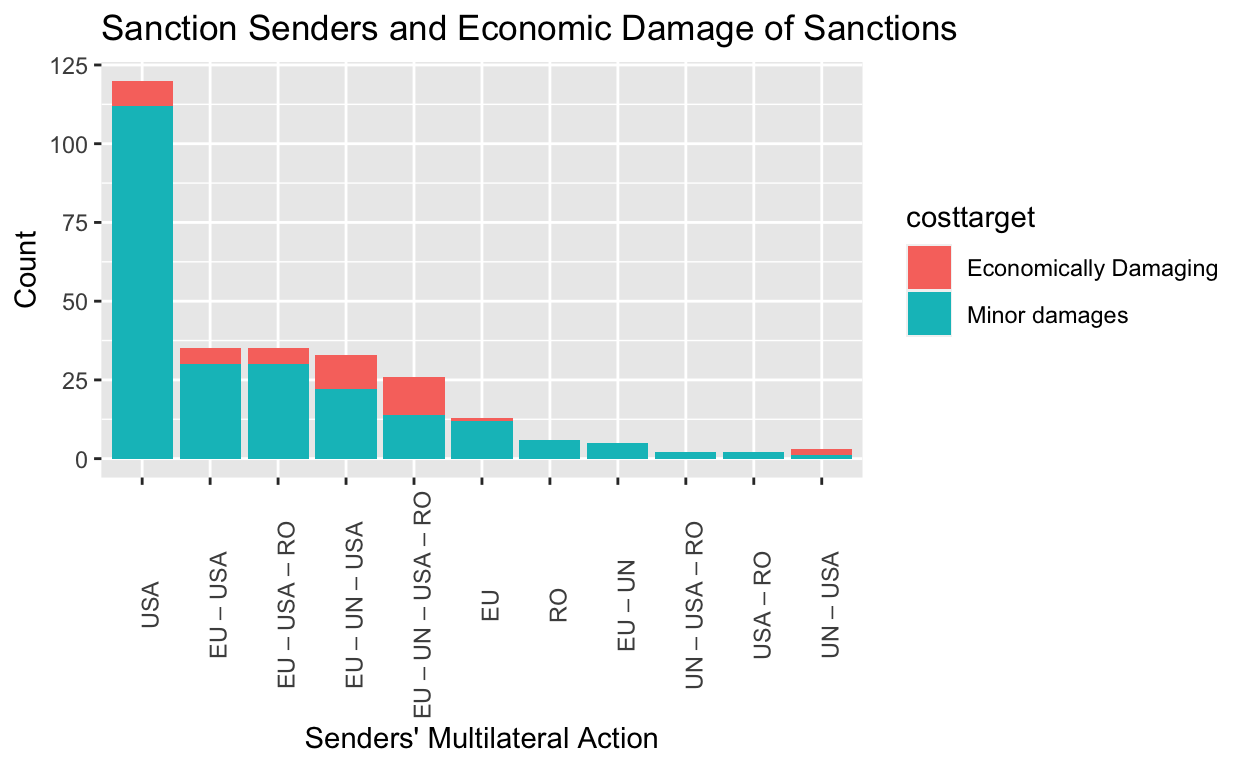 Sanction Senders and Economic Damage of Sanctions
125
100
75
50
25
0
Count
USA
EU – USA
EU – USA – RO
EU – UN – USA
EU – UN – USA – RO
EU
RO
EU – UN
UN – USA – RO
USA – RO
UN – USA
Senders' Multilateral Action
costtarget
Economically Damaging
Minor damages